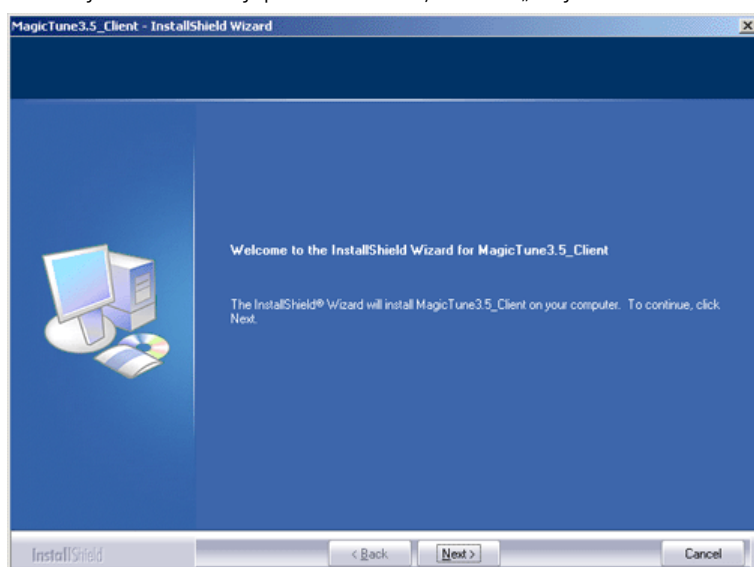 MagicTune3.5_Client - InstallShield Wizard
Welcome to the InstallShield Wizard for MagicTune3.5_Client
The InstallShield® Wizard will install MagicTune3.5_Client on your computer. To continue, click
Next.
InstallShield
< Back
Next >
Cancel